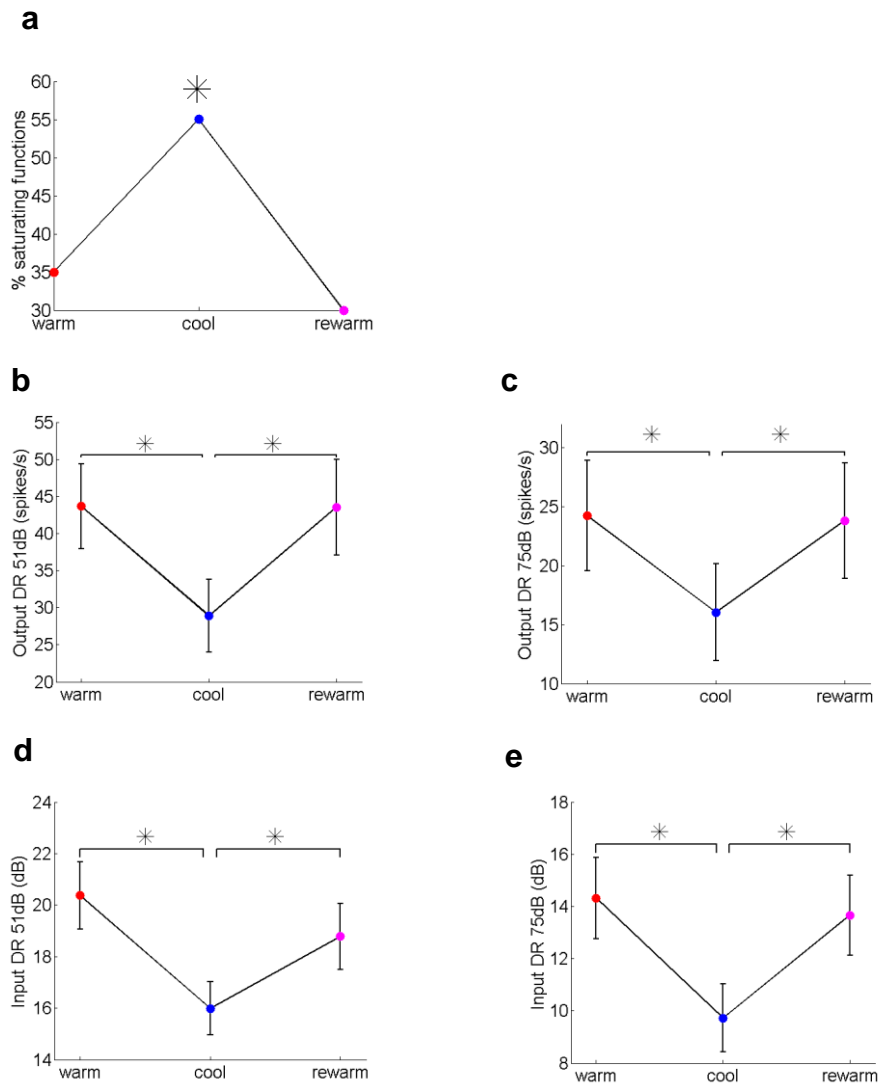 a
% saturating functions
60
55
50
45
40
35
30
warm cool rewarm
b
Output DR 51dB (spikes/s)
55
50
45
40
35
30
25
20
warm cool rewarm
c
Output DR 75dB (spikes/s)
30
25
20
15
10
warm cool rewarm
d
Input DR 51dB (dB)
24
22
20
18
16
14
warm cool rewarm
e
Input DR 75dB (dB)
18
16
14
12
10
8
warm cool rewarm